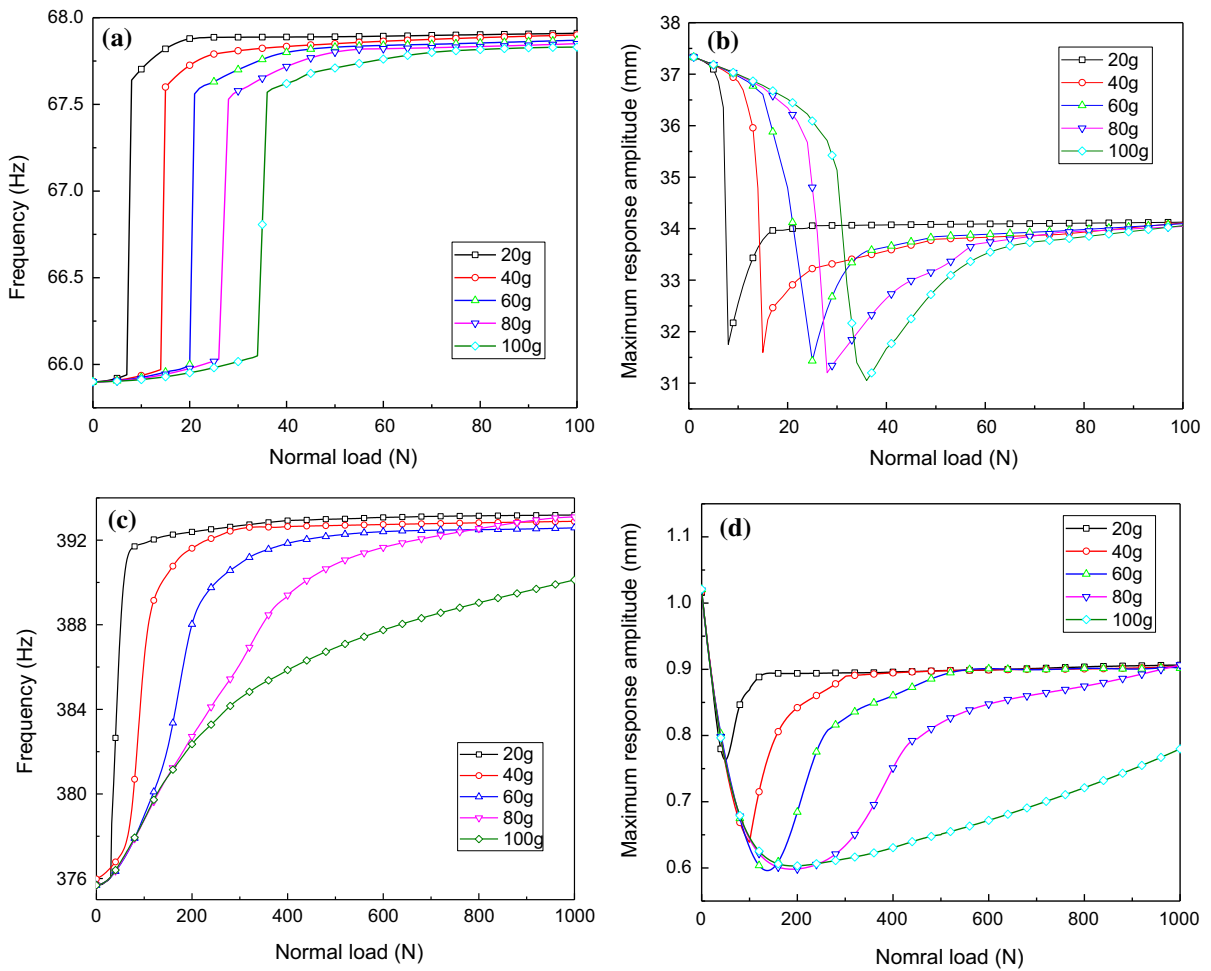 (a)
68.0
67.5
67.0
66.5
66.0
Frequency (Hz)
20g
40g
60g
80g
100g
0 20 40 60 80 100
Normal load (N)
(b)
38
37
36
35
34
33
32
31
Maximum response amplitude (mm)
20g
40g
60g
80g
100g
0 20 40 60 80 100
Normal load (N)
(c)
392
388
384
380
376
Frequency (Hz)
20g
40g
60g
80g
100g
0 200 400 600 800 1000
Normal load (N)
(d)
1.1
1.0
0.9
0.8
0.7
0.6
Maximum response amplitude (mm)
20g
40g
60g
80g
100g
0 200 400 600 800 1000
Nomral load (N)